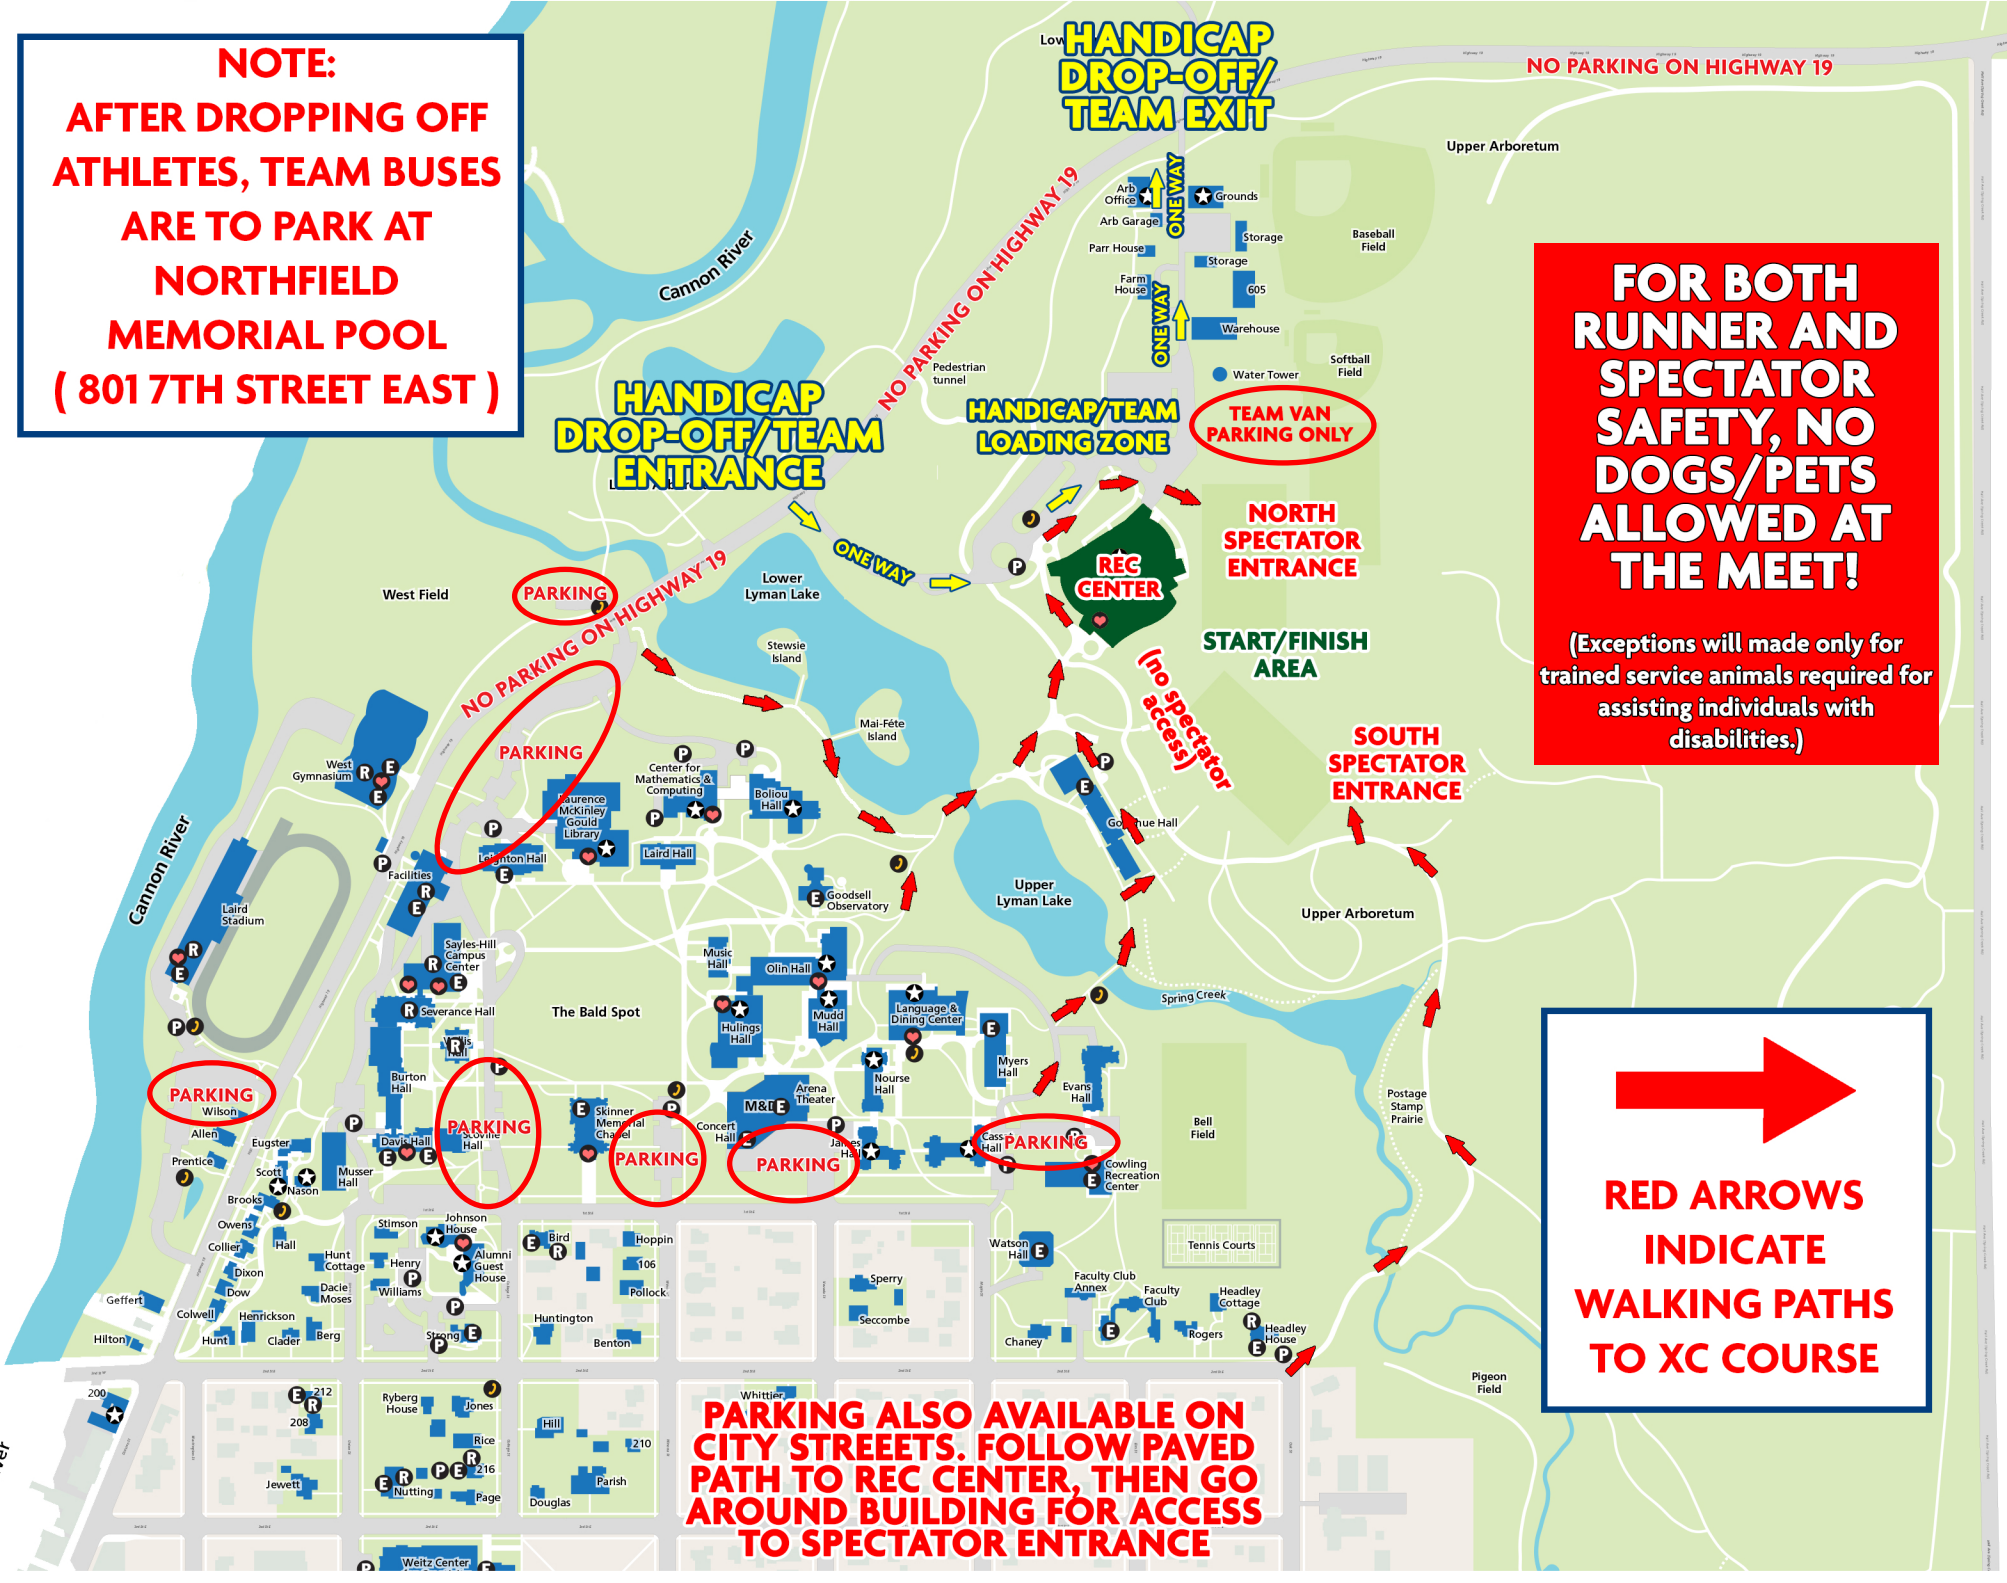 NOTE:
AFTER DROPPING OFF
ATHLETES, TEAM BUSES
ARE TO PARK AT
NORTHFIELD
MEMORIAL POOL
( 801 7TH STREET EAST )
HANDICAP
DROP-OFF/
TEAM EXIT
NO PARKING ON HIGHWAY 19
Upper Arboretum
NO PARKING ON HIGHWAY 19
Arb
Office
ONE WAY
Grounds
Arb Garage
Parr House
Storage
Storage
Farm
House
605
ONE WAY
Warehouse
Baseball
Field
Softball
Field
Water Tower
Cannon River
Pedestrian
tunnel
HANDICAP
DROP-OFF/TEAM
ENTRANCE
HANDICAP/TEAM
LOADING ZONE
TEAM VAN
PARKING ONLY
FOR BOTH
RUNNER AND
SPECTATOR
SAFETY, NO
DOGS/PETS
ALLOWED AT
THE MEET!
(Exceptions will made only for
trained service animals required for
assisting individuals with
disabilities.)
ONE WAY
NORTH
SPECTATOR
ENTRANCE
REC
CENTER
START/FINISH
AREA
(no spectator
access)
SOUTH
SPECTATOR
ENTRANCE
West Field
PARKING
NO PARKING ON HIGHWAY 19
Lower
Lyman Lake
Stewsie
Island
Mai-Féte
Island
PARKING
West
Gymnasium
Center for
Mathematics &
Computing
Boliou
Hall
Laurence
McKinley
Gould
Library
Laird Hall
Leighton Hall
Facilities
Goodsell
Observatory
Upper
Lyman Lake
Upper Arboretum
Cannon River
Laird
Stadium
Sayles-Hill
Campus
Center
Severance Hall
The Bald Spot
Music
Hall
Olin Hall
Hulings
Hall
Mudd
Hall
Language &
Dining Center
Spring Creek
Myers
Hall
Evans
Hall
Nourse
Hall
Burton
Hall
Arena
Theater
Concert
Hall
Skinner
Memorial
Chapel
Davis Hall
Musser
Hall
PARKING
PARKING
PARKING
PARKING
PARKING
Cowling
Recreation
Center
Bell
Field
Postage
Stamp
Prairie
Wilson
Allen
Prentice
Eugster
Scott
Nason
Brooks
Owens
Collier
Hall
Dixon
Dow
Colwell
Hunt
Henrickson
Clader
Berg
Hunt
Cottage
Dacie
Moses
Geffert
Hilton
Stimson
Johnson
House
Henry
Williams
Alumni
Guest
House
Strong
Bird
Hoppin
106
Pollock
Huntington
Benton
Sperry
Seccombe
Watson
Hall
Tennis Courts
Faculty Club
Annex
Faculty
Club
Chaney
Rogers
Headley
Cottage
Headley
House
Pigeon
Field
RED ARROWS
INDICATE
WALKING PATHS
TO XC COURSE
200
212
208
Ryberg
House
Jones
Rice
216
Nutting
Page
Jewett
Hill
210
Parish
Douglas
Whittier
Weitz Center
PARKING ALSO AVAILABLE ON
CITY STREEETS. FOLLOW PAVED
PATH TO REC CENTER, THEN GO
AROUND BUILDING FOR ACCESS
TO SPECTATOR ENTRANCE